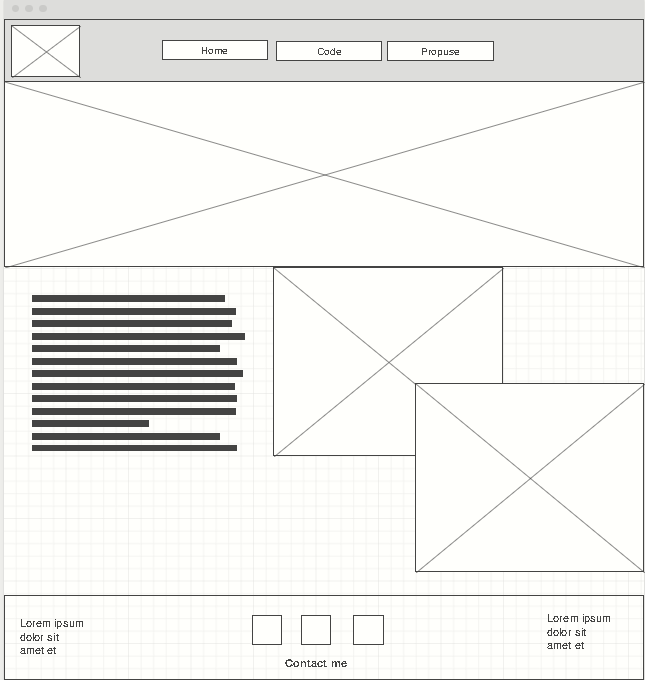 Home
Code
Propuse
Lorem ipsum
dolor sit
amet et
Contact me
Lorem ipsum
dolor sit
amet et